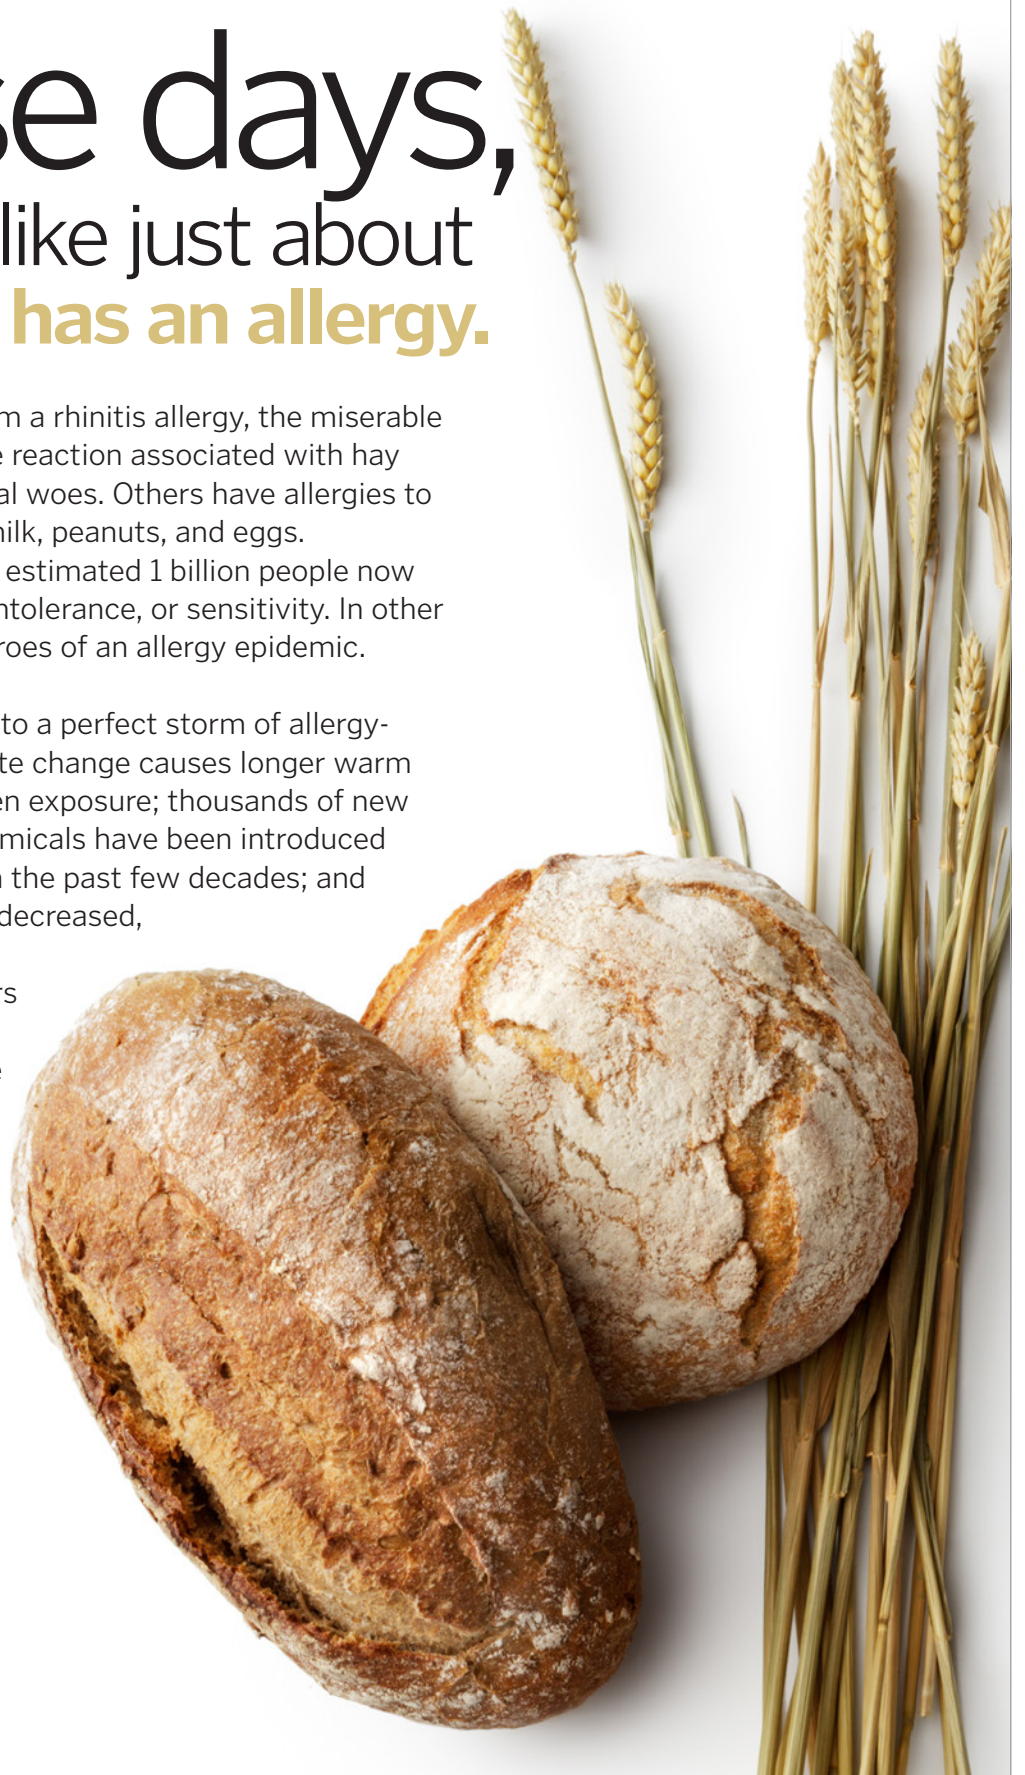 se days,
like just about
has an allergy.
m a rhinitis allergy, the miserable
e reaction associated with hay
al woes. Others have allergies to
nilk, peanuts, and eggs.
estimated 1 billion people now
ntolerance, or sensitivity. In other
roes of an allergy epidemic.
to a perfect storm of allergy-
te change causes longer warm
en exposure; thousands of new
micals have been introduced
n the past few decades; and
decreased,
rs
e